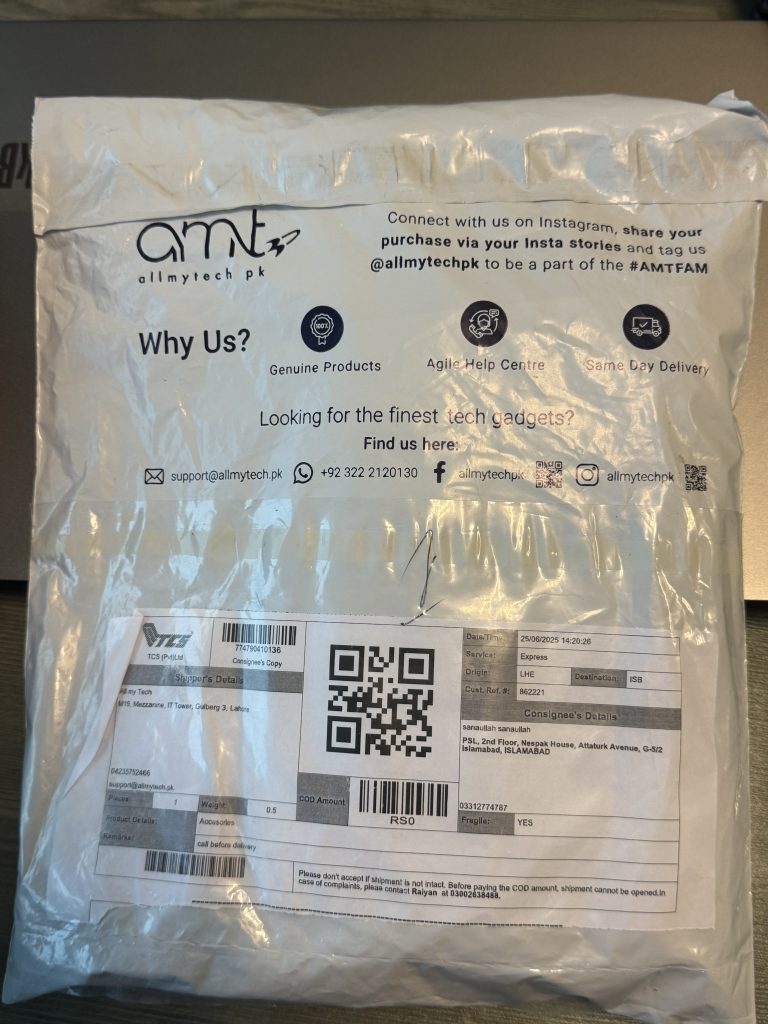 amt
allmytech pk
Connect with us on Instagram, share your
purchase via your Insta stories and tag us
@allmytechpk to be a part of the #AMTFAM
Why Us?
100%
Genuine Products
Agile Help Centre
Same Day Delivery
Looking for the finest tech gadgets?
Find us here:
support@allmytech.pk
+92 322 2120130
allmytechpk
allmytechpk
TCS
TCS (Pvt)Ltd
774790410136
Consignee's Copy
Shipper's Details
All my Tech
M19, Mezzanine, IT Tower, Gulberg 3, Lahore
04235752466
support@allmytech.pk
Pieces: 1 Weight: 0.5
Product Details: Accusories
Remarks: call before delivery
COD Amount
RS0
Date/Time: 25/06/2025 14:20:26
Service: Express
Origin: LHE Destination: ISB
Cust. Ref. #: 862221
Consignee's Details
sanaullah sanaullah
PSL, 2nd Floor, Nespak House, Attaturk Avenue, G-5/2
Islamabad, ISLAMABAD
03312774787
Fragile: YES
Please don't accept if shipment is not intact. Before paying the COD amount, shipment cannot be opened.In
case of complaints, please contact Raiyan at 03002638488.